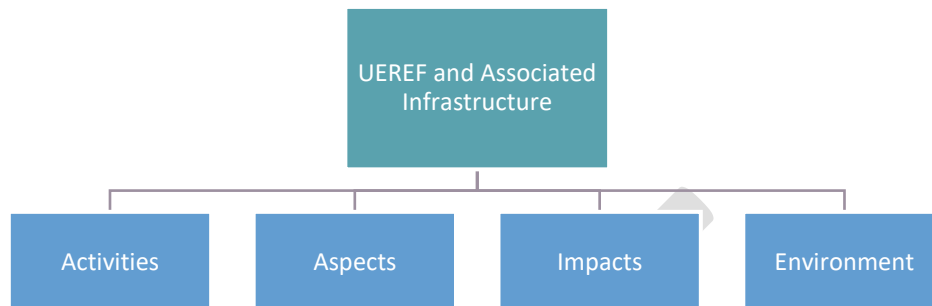 UEREF and Associated
Infrastructure
Activities
Aspects
Impacts
Environment